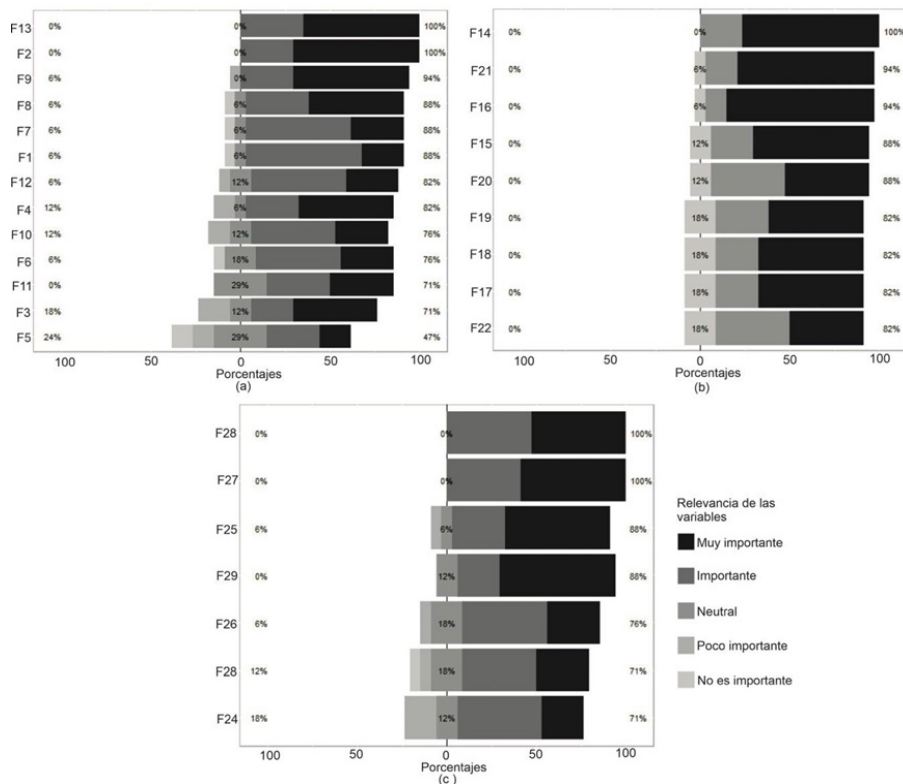 F13 0% 0% 100%
F2 0% 0% 100%
F9 6% 0% 94%
F8 6% 6% 88%
F7 6% 6% 88%
F1 6% 6% 88%
F12 6% 12% 82%
F4 12% 6% 82%
F10 12% 12% 76%
F6 6% 18% 76%
F11 0% 29% 71%
F3 18% 12% 71%
F5 24% 29% 47%
100 50 0 50 100
Porcentajes
(a)
F14 0% 0% 100%
F21 0% 6% 94%
F16 0% 6% 94%
F15 0% 12% 88%
F20 0% 12% 88%
F19 0% 18% 82%
F18 0% 18% 82%
F17 0% 18% 82%
F22 0% 18% 82%
100 50 0 50 100
Porcentajes
(b)
F28 0% 0% 100%
F27 0% 0% 100%
F25 6% 6% 88%
F29 0% 12% 88%
F26 6% 18% 76%
F28 12% 18% 71%
F24 18% 12% 71%
100 50 0 50 100
Porcentajes
(c )
Relevancia de las
variables
Muy importante
Importante
Neutral
Poco importante
No es importante